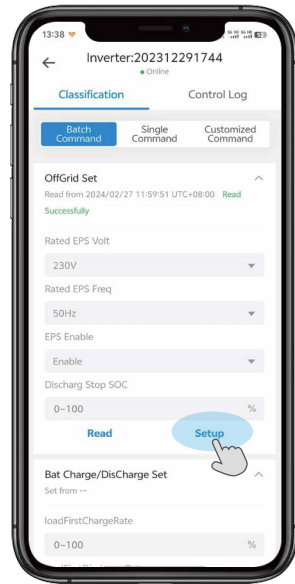 13:38
Inverter:202312291744
Online
Classification
Control Log
Batch Command
Single Command
Customized Command
OffGrid Set
Read from 2024/02/27 11:59:51 UTC+08:00 Read
Successfully
Rated EPS Volt
230V
Rated EPS Freq
50Hz
EPS Enable
Enable
Discharg Stop SOC
0~100 %
Read
Setup
Bat Charge/DisCharge Set
Set from --
loadFirstChargeRate
0~100 %